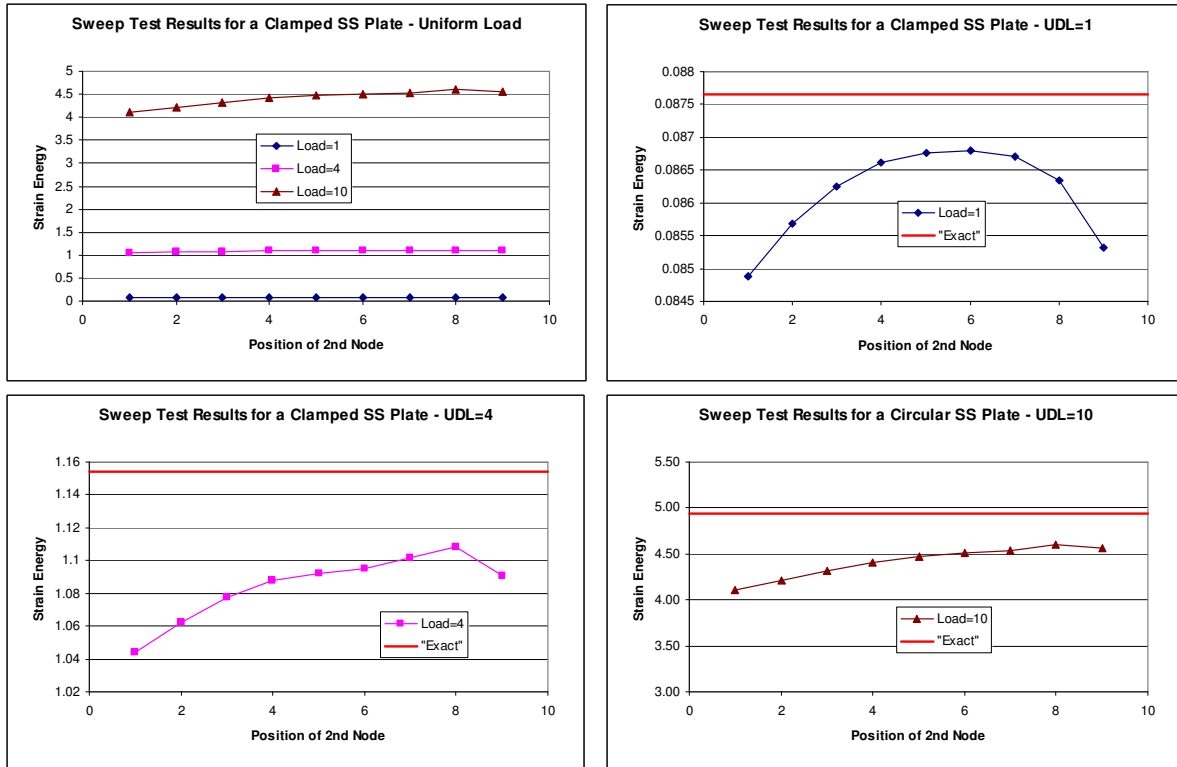 Sweep Test Results for a Clamped SS Plate - Uniform Load
5
4.5
4
3.5
3
2.5
2
1.5
1
0.5
0
Strain Energy
Load=1
Load=4
Load=10
0 2 4 6 8 10
Position of 2nd Node
Sweep Test Results for a Clamped SS Plate - UDL=1
0.088
0.0875
0.087
0.0865
0.086
0.0855
0.085
0.0845
Strain Energy
Load=1
"Exact"
0 2 4 6 8 10
Position of 2nd Node
Sweep Test Results for a Clamped SS Plate - UDL=4
1.16
1.14
1.12
1.1
1.08
1.06
1.04
1.02
Strain Energy
Load=4
"Exact"
0 2 4 6 8 10
Position of 2nd Node
Sweep Test Results for a Circular SS Plate - UDL=10
5.50
5.00
4.50
4.00
3.50
3.00
Strain Energy
Load=10
"Exact"
0 2 4 6 8 10
Position of 2nd Node